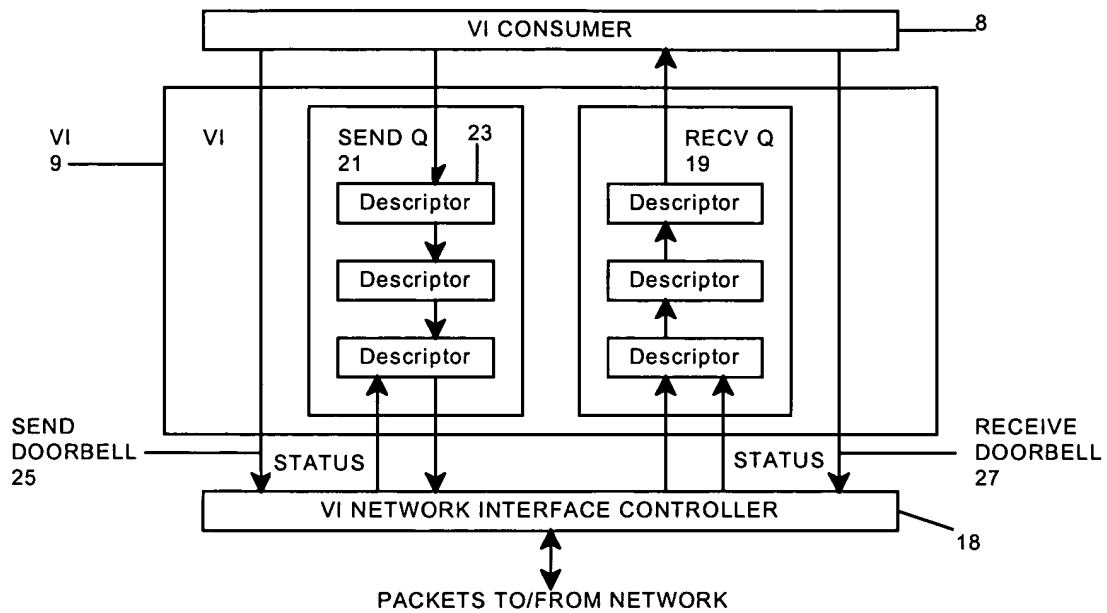 VI CONSUMER
8
VI
9
VI
SEND Q
21
23
RECV Q
19
Descriptor
Descriptor
Descriptor
Descriptor
Descriptor
Descriptor
SEND
DOORBELL
25
STATUS
STATUS
RECEIVE
DOORBELL
27
VI NETWORK INTERFACE CONTROLLER
18
PACKETS TO/FROM NETWORK